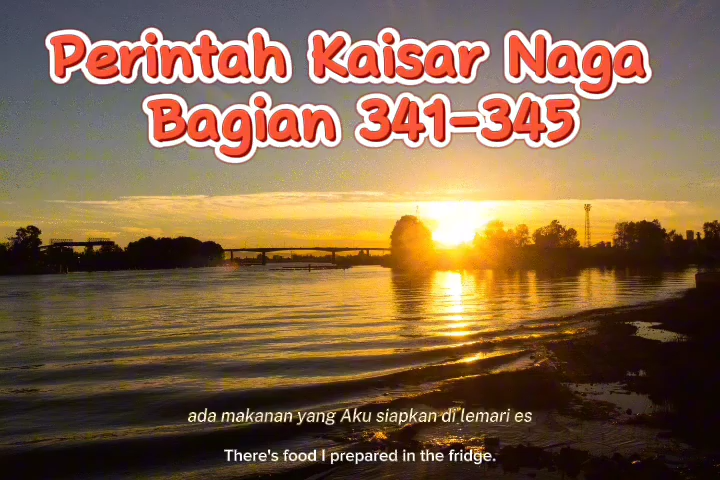 Perintah Kaisar Naga
Bagian 341-345
ada makanan yang Aku siapkan di lemari es
There's food I prepared in the fridge.